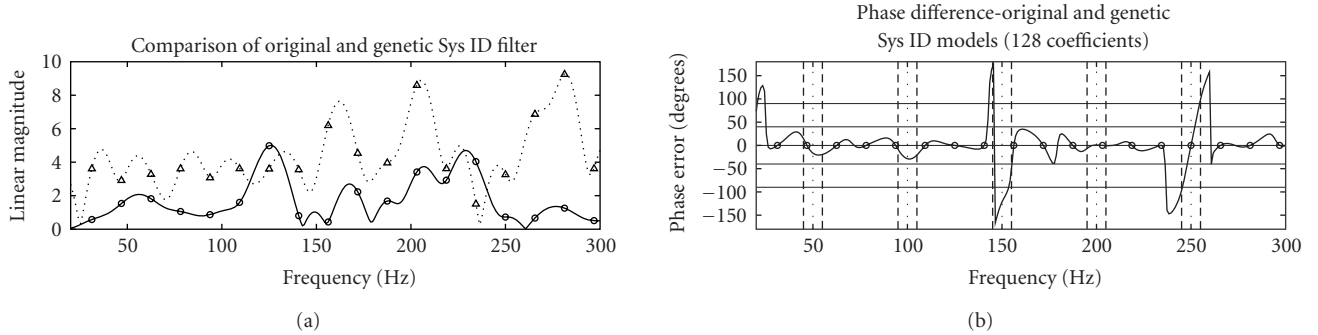 Comparison of original and genetic Sys ID filter
Linear magnitude
10
8
6
4
2
0
50 100 150 200 250 300
Frequency (Hz)
(a)
Phase difference-original and genetic
Sys ID models (128 coefficients)
Phase error (degrees)
150
100
50
0
−50
−100
−150
50 100 150 200 250 300
Frequency (Hz)
(b)